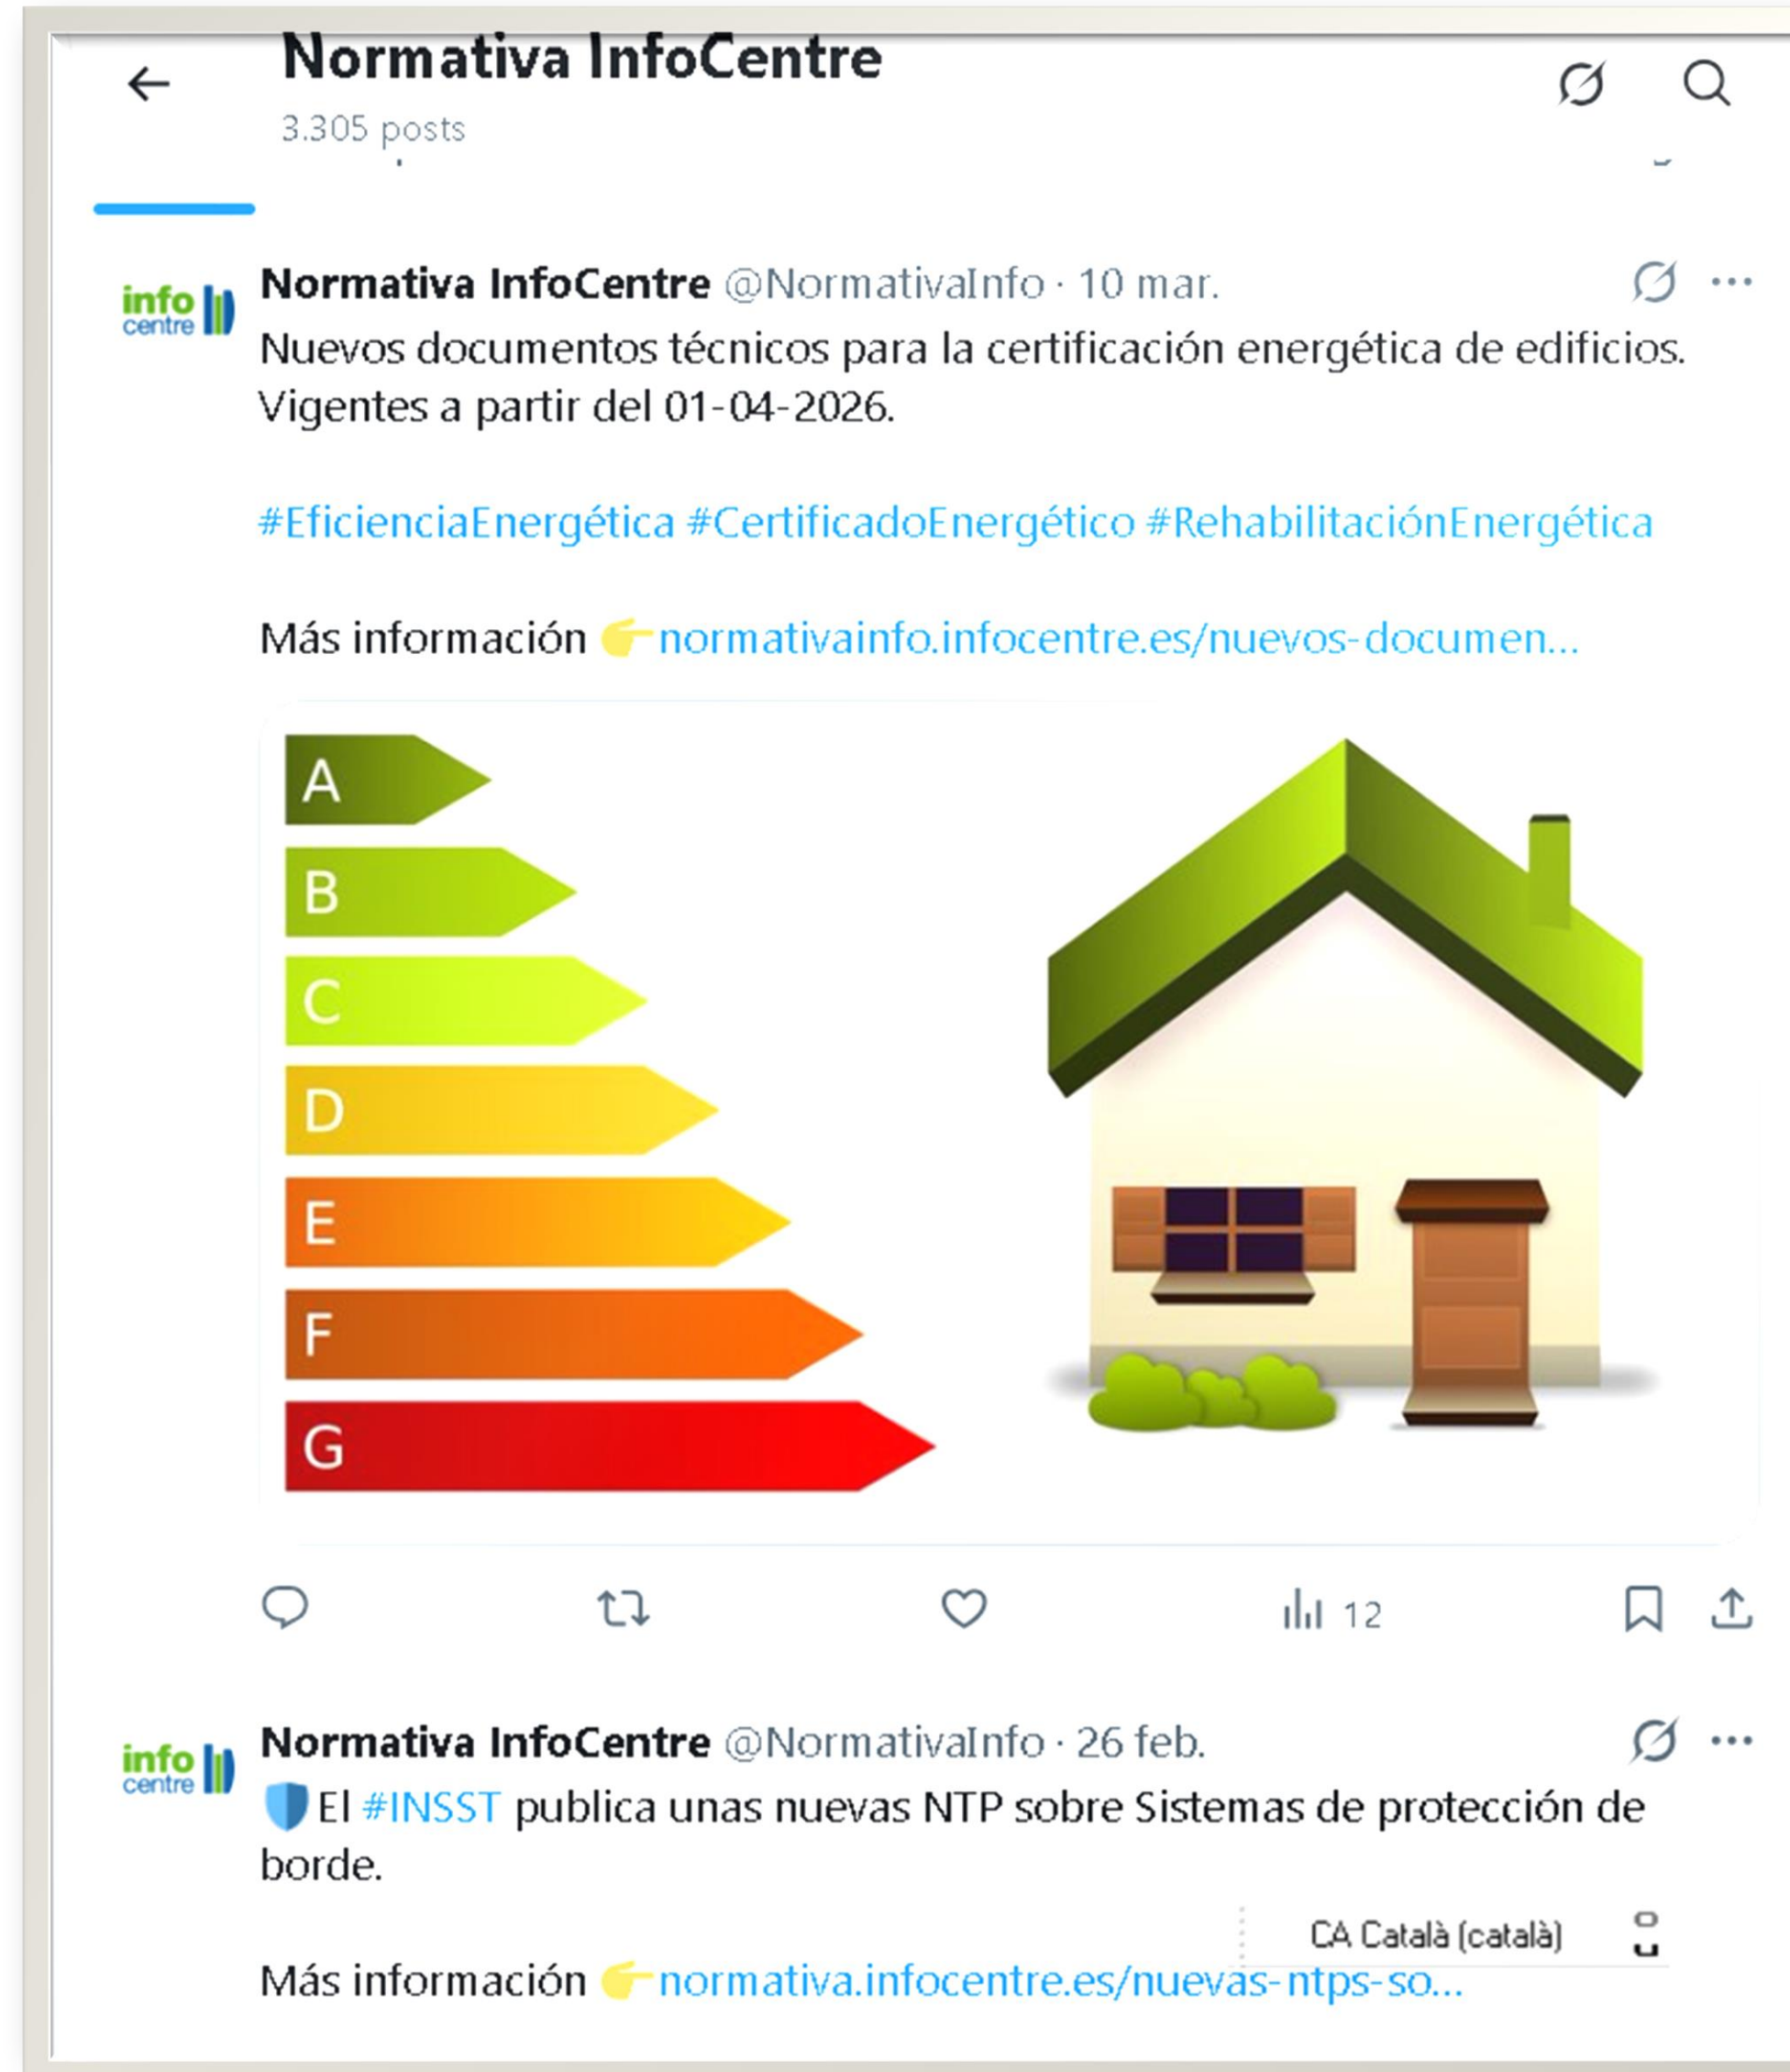 Normativa InfoCentre
3.305 posts
info
centre
Normativa InfoCentre @NormativaInfo · 10 mar.
Nuevos documentos técnicos para la certificación energética de edificios.
Vigentes a partir del 01-04-2026.
#EficienciaEnergética #CertificadoEnergético #RehabilitaciónEnergética
Más información 👉normativainfo.infocentre.es/nuevos-documen...
A
B
C
D
E
F
G
12
info
centre
Normativa InfoCentre @NormativaInfo · 26 feb.
🛡️El #INSST publica unas nuevas NTP sobre Sistemas de protección de
borde.
CA Català (català)
Más información 👉normativa.infocentre.es/nuevas-ntps-so...